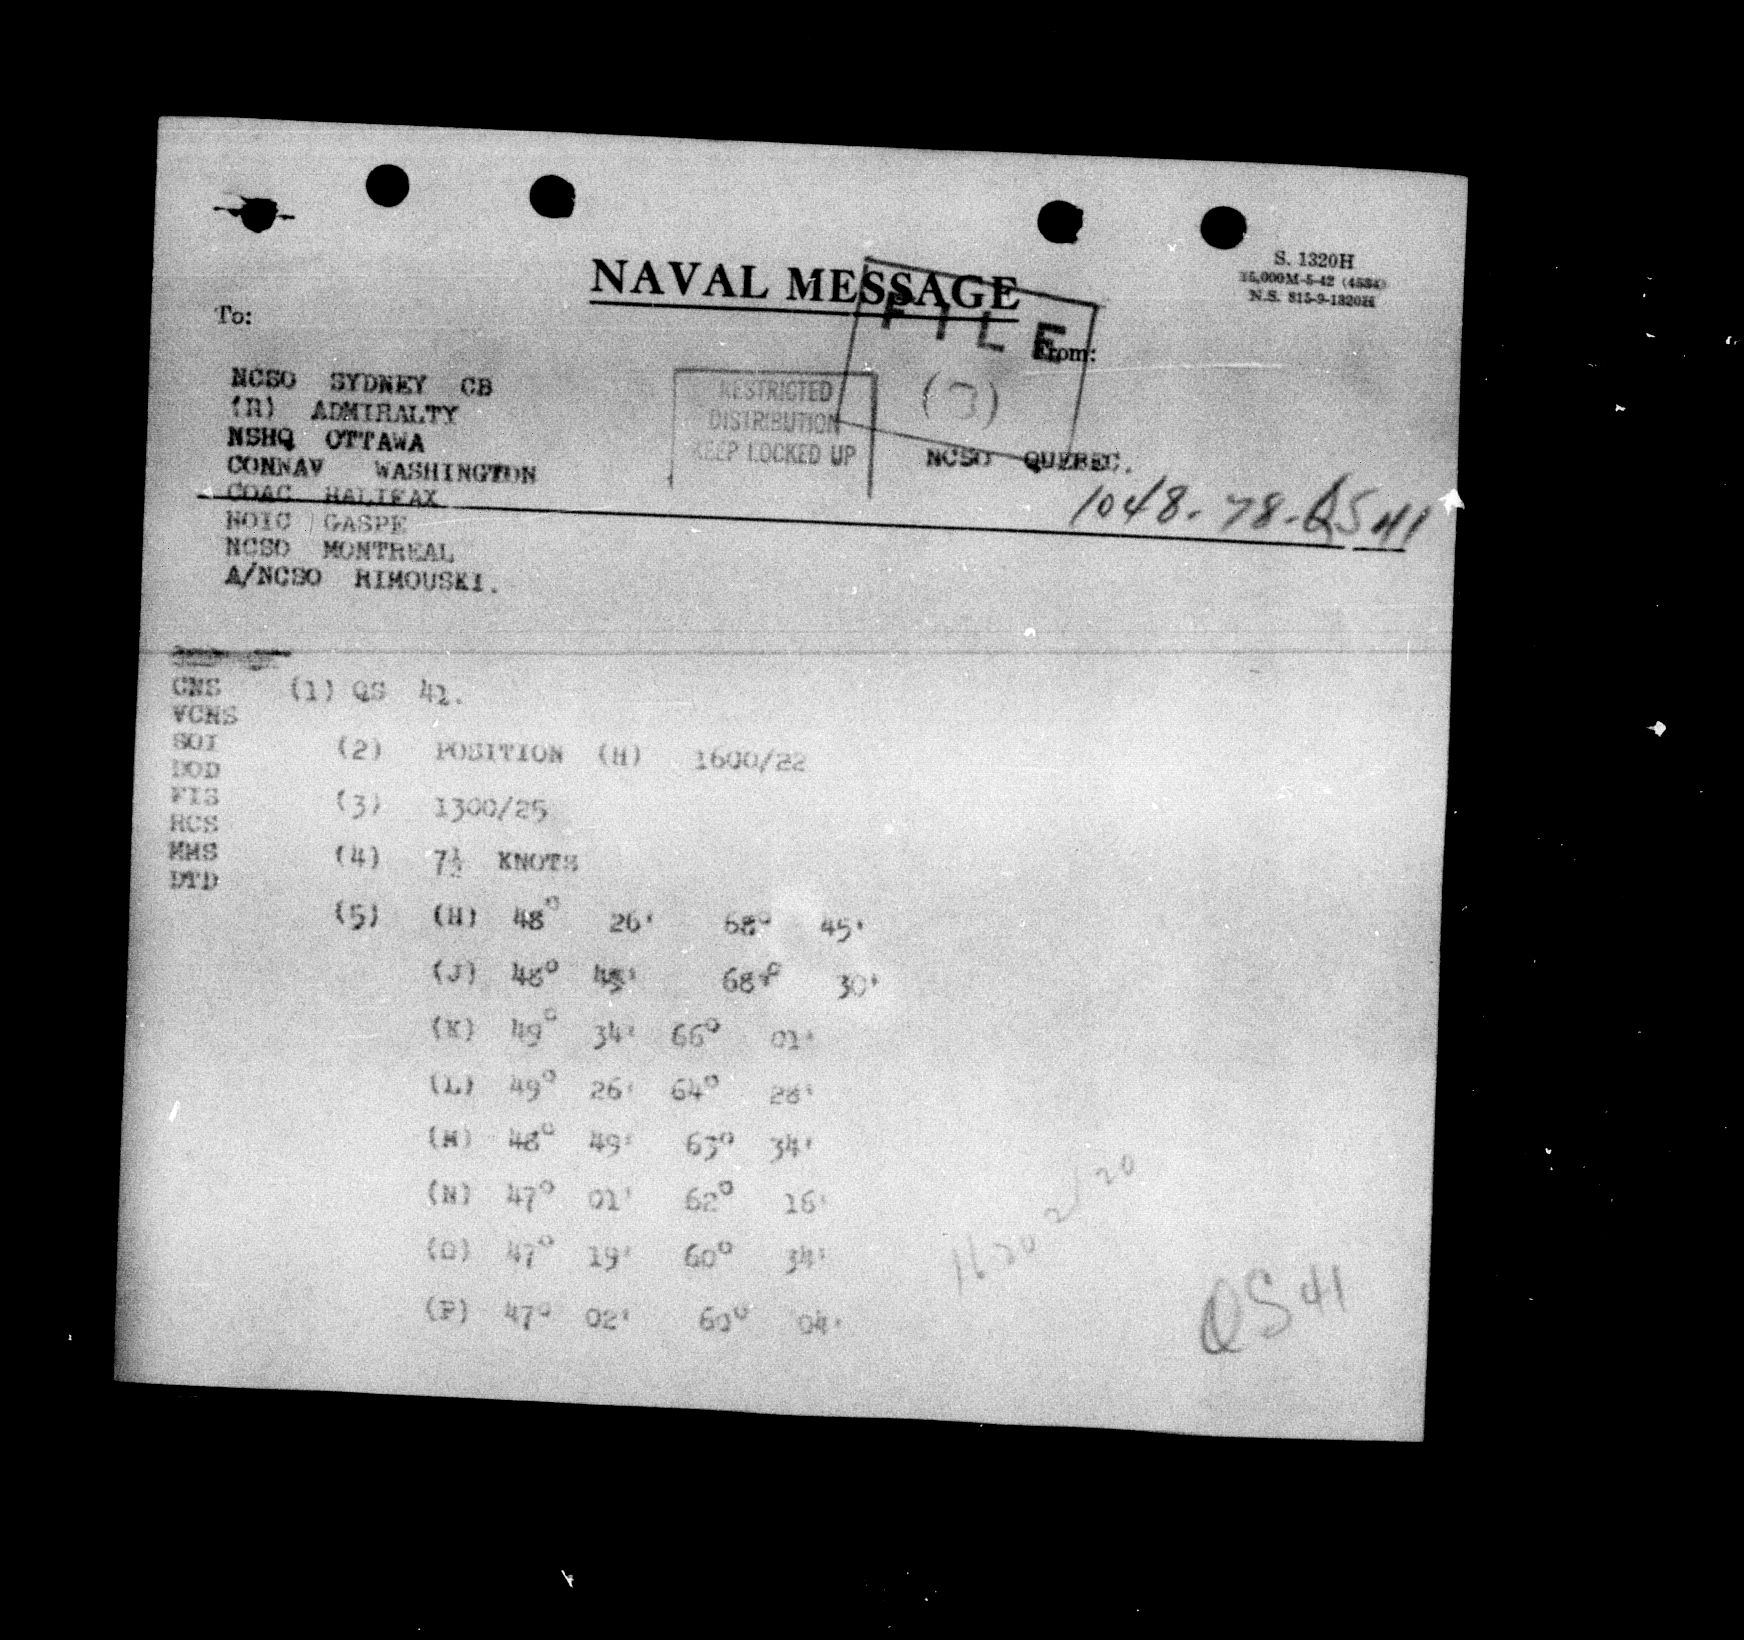 S. 1320H
15,000M-5-42 (4534)
N.S. 815-9-1320H
NAVAL MESSAGE
To:
From:
FILE
(3)
RESTRICTED
DISTRIBUTION
KEEP LOCKED UP
NCSO SYDNEY CB
(R) ADMIRALTY
NSHQ OTTAWA
CONNAV WASHINGTON
COAC HALIFAX
NOIC GASPE
NCSO MONTREAL
A/NCSO RIMOUSKI.
NCSO QUEBEC.
1048-78-QS41
CNS (1) QS 41.
VCNS
SOI (2) POSITION (H) 1600/22
DOD
FIS (3) 1300/25
HCS
MMS (4) 7½ KNOTS
DTD
(5) (H) 48° 26' 68° 45'
(J) 48° 45' 68° 30'
(K) 49° 34' 66° 01'
(L) 49° 26' 64° 28'
(M) 48° 49' 63° 34'
(N) 47° 01' 62° 16'
(O) 47° 19' 60° 34'
(P) 47° 02' 60° 04'
QS 41